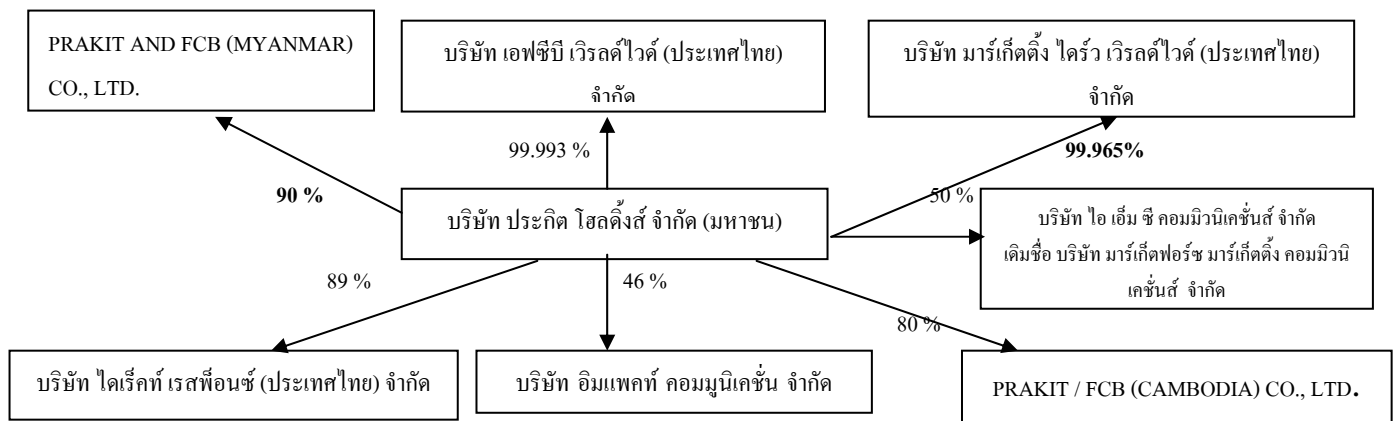 PRAKIT AND FCB (MYANMAR)
CO., LTD.
บริษัท เอฟซีบี เวิรลด์ไวด์ (ประเทศไทย)
จำกัด
บริษัท มาร์เก็ตติ้ง ไดร์ว เวิรลด์ไวด์ (ประเทศไทย)
จำกัด
99.993 %
99.965%
90 %
50 %
บริษัท ประกิต โฮลดิ้งส์ จำกัด (มหาชน)
บริษัท ไอ เอ็ม ซี คอมมิวนิเคชั่นส์ จำกัด
เดิมชื่อ บริษัท มาร์เก็ตฟอร์ซ มาร์เก็ตติ้ง คอมมิวนิ
เคชั่นส์ จำกัด
89 %
46 %
80 %
บริษัท ไดเร็คท์ เรสพ็อนซ์ (ประเทศไทย) จำกัด
บริษัท อิมแพคท์ คอมมูนิเคชั่น จำกัด
PRAKIT / FCB (CAMBODIA) CO., LTD.